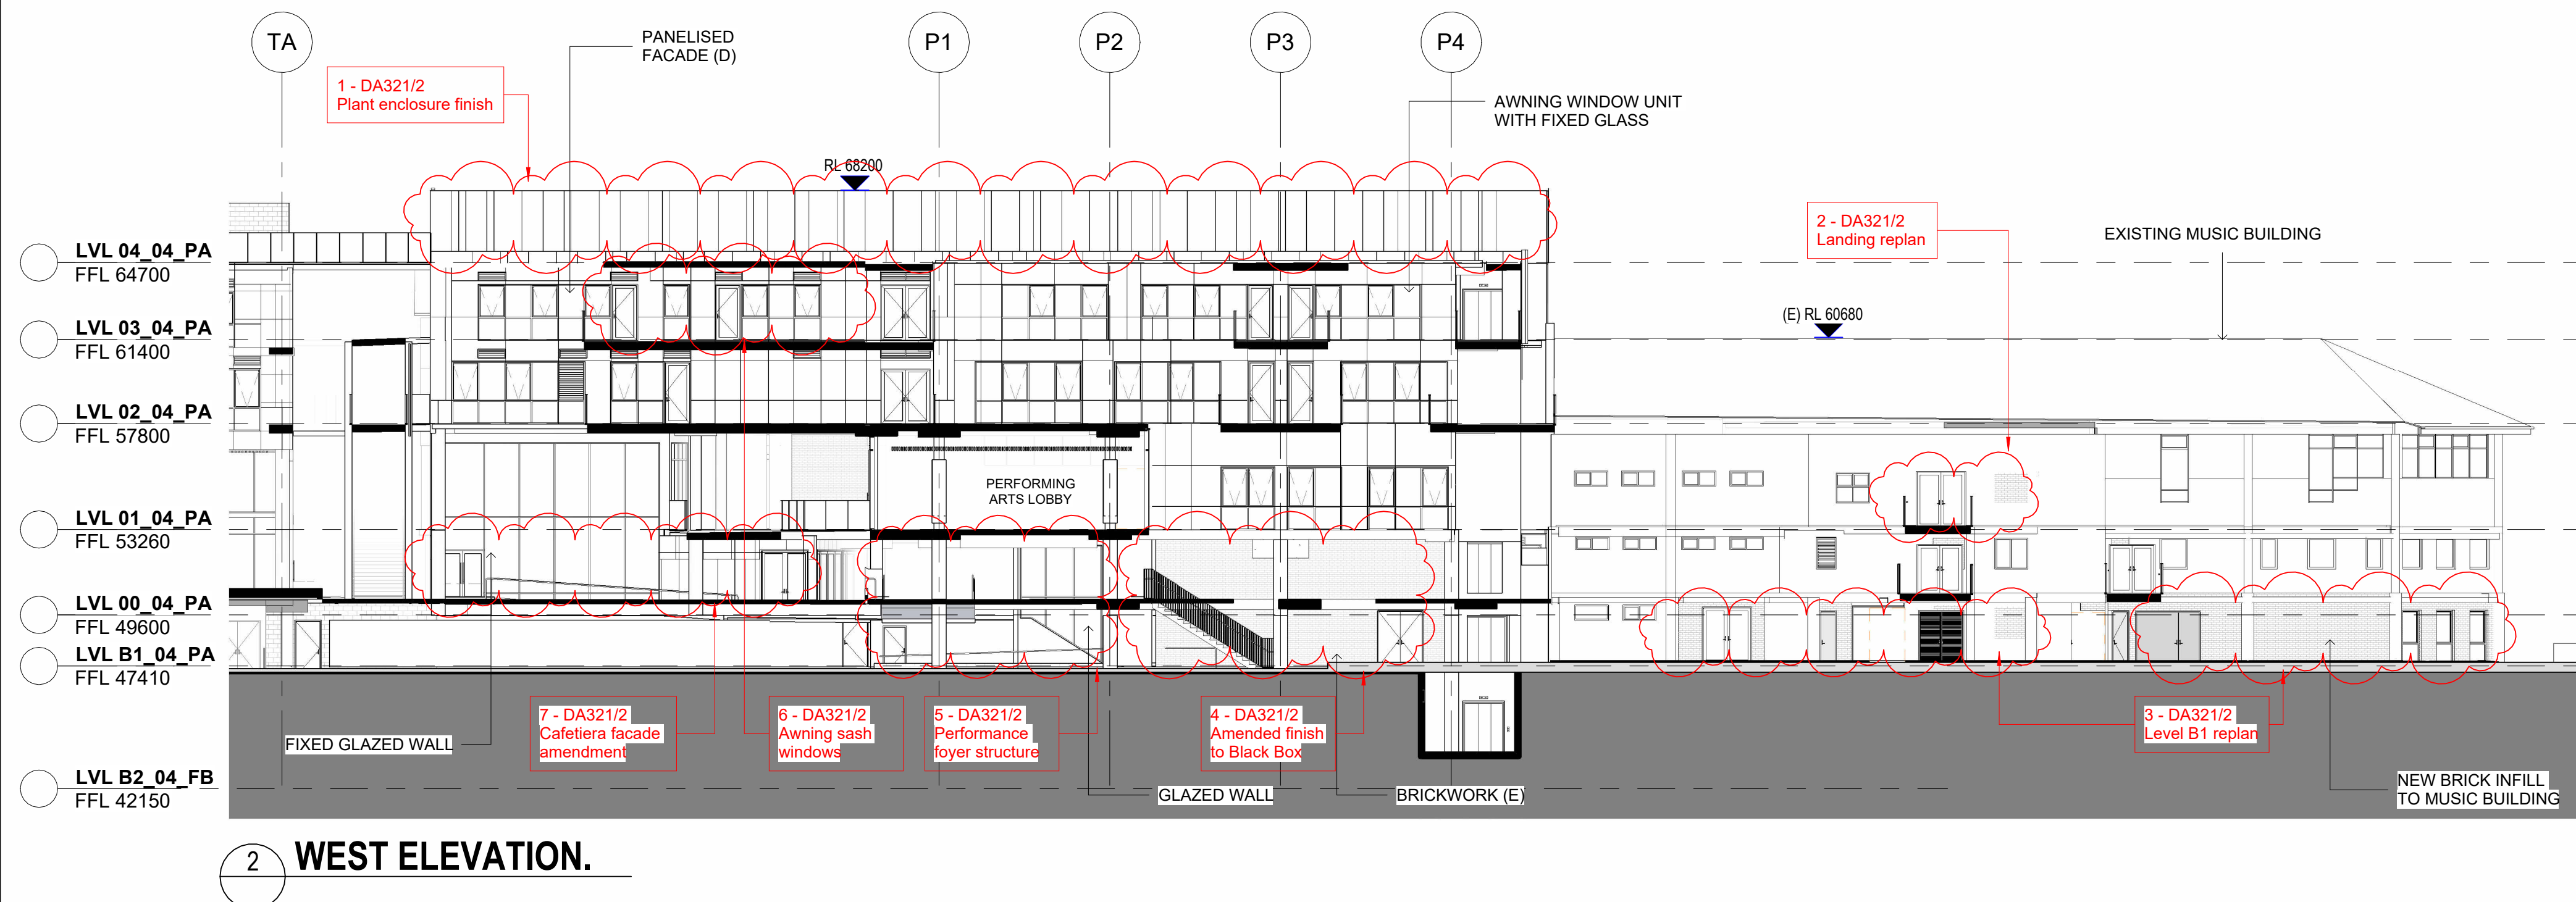 TA
P1
P2
P3
P4
PANELISED
FACADE (D)
1 - DA321/2
Plant enclosure finish
AWNING WINDOW UNIT
WITH FIXED GLASS
RL 68200
2 - DA321/2
Landing replan
EXISTING MUSIC BUILDING
(E) RL 60680
LVL 04_04_PA
FFL 64700
LVL 03_04_PA
FFL 61400
LVL 02_04_PA
FFL 57800
PERFORMING
ARTS LOBBY
LVL 01_04_PA
FFL 53260
LVL 00_04_PA
FFL 49600
LVL B1_04_PA
FFL 47410
7 - DA321/2
Cafetiera facade
amendment
6 - DA321/2
Awning sash
windows
5 - DA321/2
Performance
foyer structure
4 - DA321/2
Amended finish
to Black Box
3 - DA321/2
Level B1 replan
FIXED GLAZED WALL
LVL B2_04_FB
FFL 42150
GLAZED WALL
BRICKWORK (E)
NEW BRICK INFILL
TO MUSIC BUILDING
2
WEST ELEVATION.